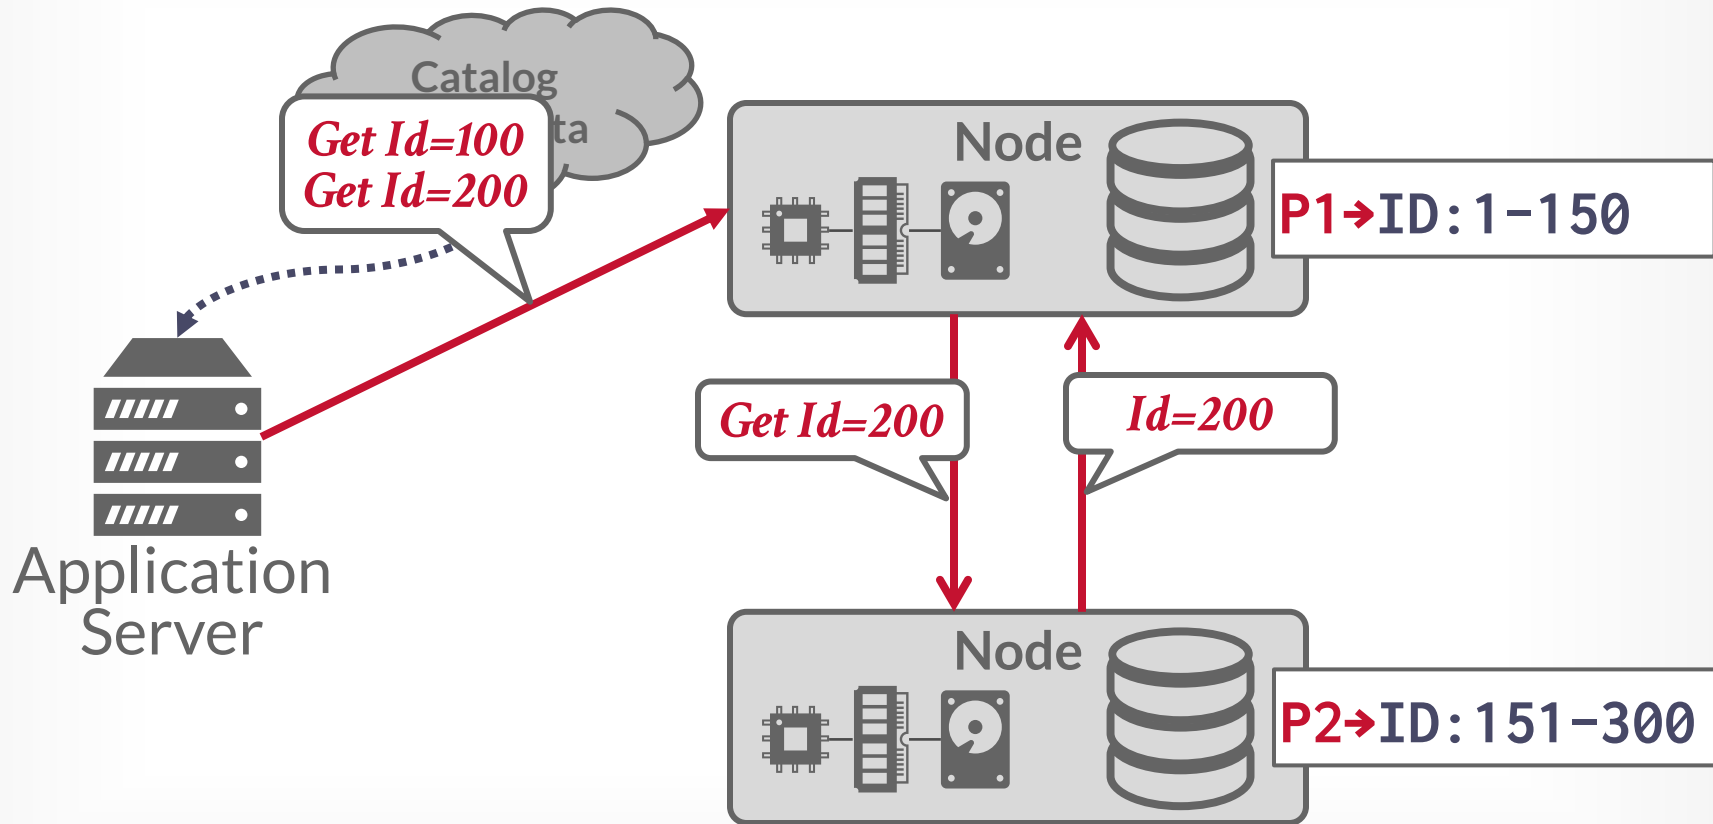 Catalog
ta
Get Id=100
Get Id=200
Node
P1→ID:1-150
Get Id=200
Id=200
Application
Server
Node
P2→ID:151-300